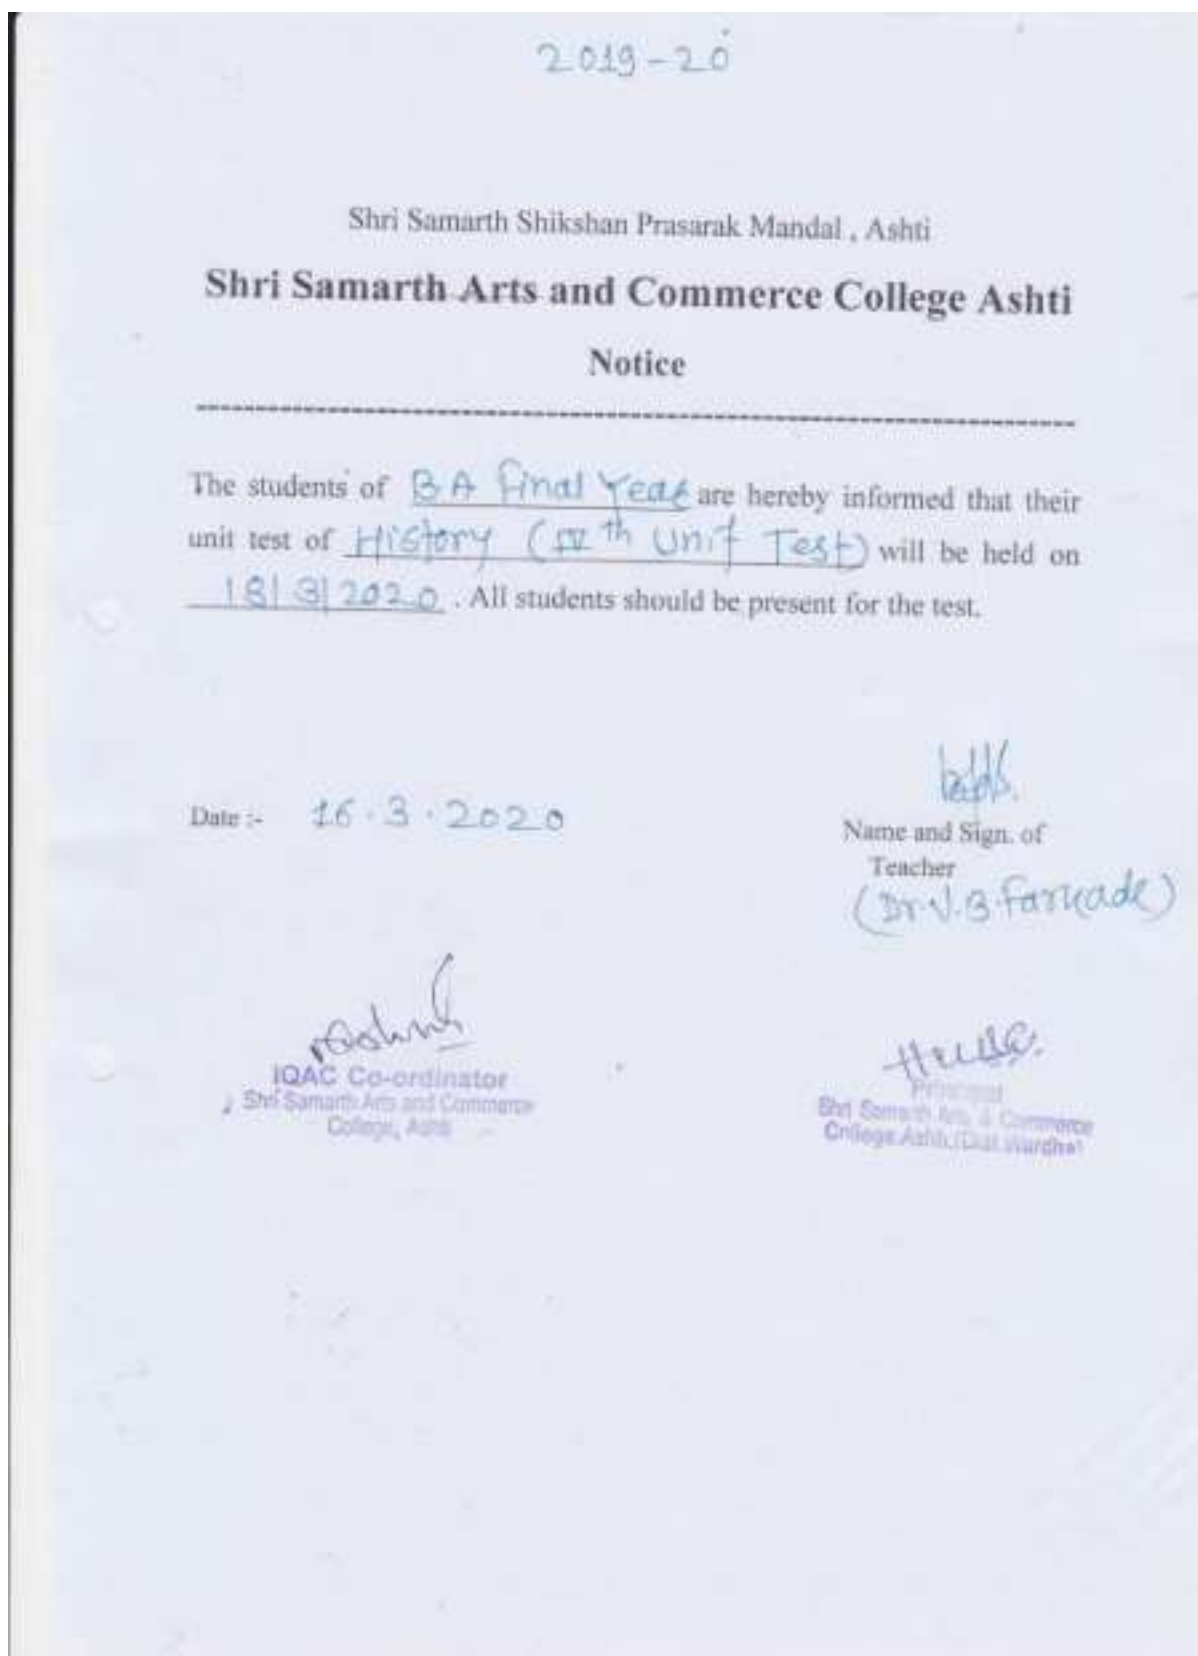 2019-20
Shri Samarth Shikshan Prasarak Mandal , Ashti
Shri Samarth Arts and Commerce College Ashti
Notice
The students of BA Final Year are hereby informed that their
unit test of History (IV th Unit Test) will be held on
18/3/2020 . All students should be present for the test.
Date :- 16.3.2020
Name and Sign. of
Teacher
(Dr. V. B. Farkade)
IQAC Co-ordinator
Shri Samarth Arts and Commerce
College, Ashti
Principal
Shri Samarth Arts & Commerce
College Ashti (Dist. Wardha)